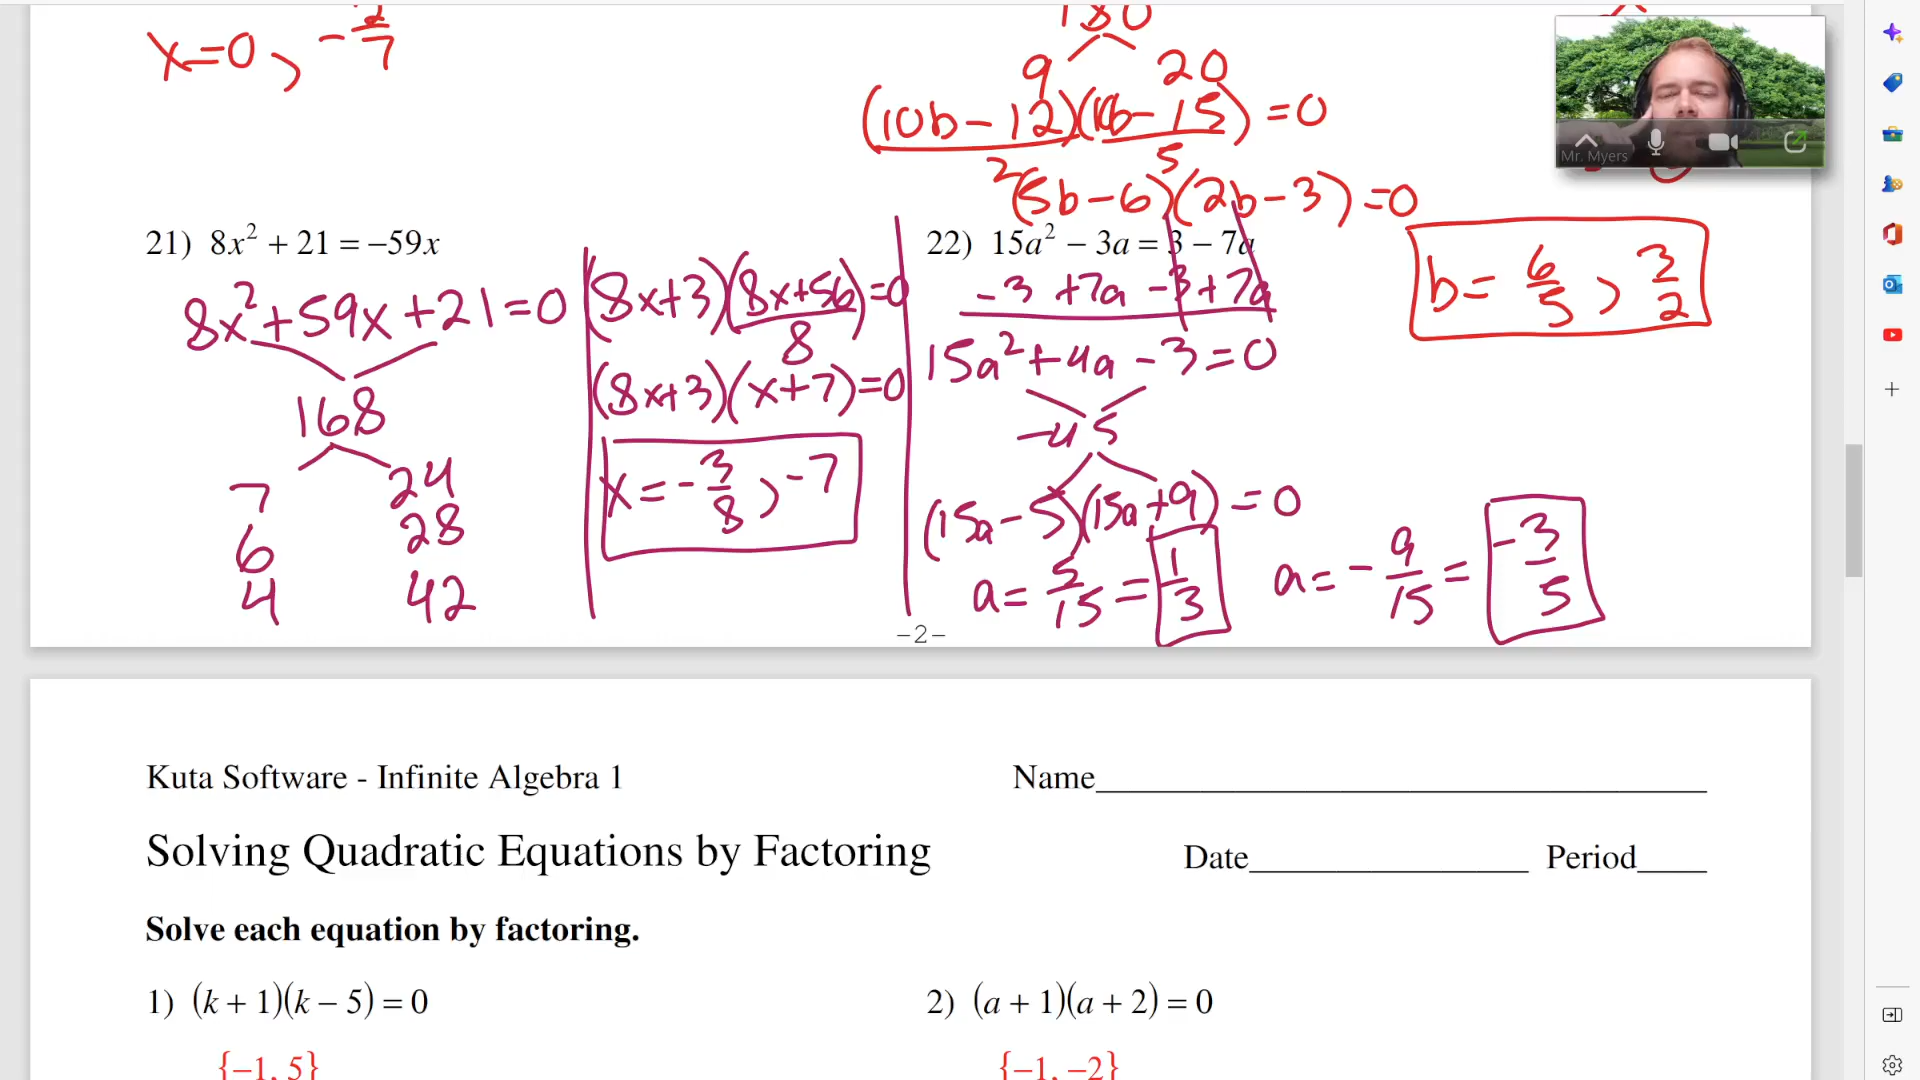 x=0, -2/7
180
9 20
(10b-12)(10b-15)=0
2 5
(5b-6)(2b-3)=0
b= 6/5, 3/2
Mr. Myers
21) 8x² + 21 = −59x
8x²+59x+21=0
168
7 24
6 28
4 42
(8x+3)(8x+56)=0
8
(8x+3)(x+7)=0
x=-3/8, -7
22) 15a² − 3a = 3 − 7a
-3 +7a -3+7a
15a²+4a-3=0
-45
(15a-5)(15a+9)=0
a= 5/15 = 1/3 a= -9/15 = -3/5
-2-
Kuta Software - Infinite Algebra 1
Name
Solving Quadratic Equations by Factoring
Date Period
Solve each equation by factoring.
1) (k + 1)(k − 5) = 0
{−1, 5}
2) (a + 1)(a + 2) = 0
{−1, −2}